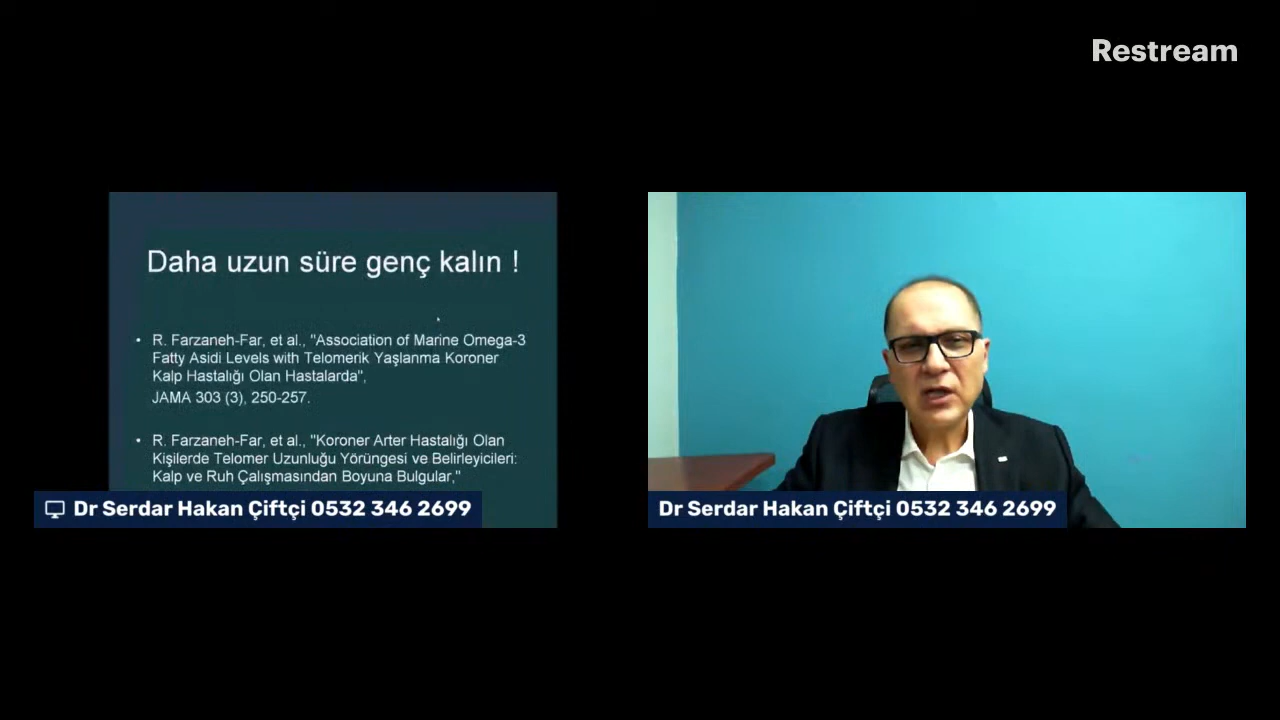 Restream
Daha uzun süre genç kalın !
• R. Farzaneh-Far, et al., "Association of Marine Omega-3
Fatty Asidi Levels with Telomerik Yaşlanma Koroner
Kalp Hastalığı Olan Hastalarda",
JAMA 303 (3), 250-257.
• R. Farzaneh-Far, et al., "Koroner Arter Hastalığı Olan
Kişilerde Telomer Uzunluğu Yörüngesi ve Belirleyicileri:
Kalp ve Ruh Çalışmasından Boyuna Bulgular,"
Dr Serdar Hakan Çiftçi 0532 346 2699
Dr Serdar Hakan Çiftçi 0532 346 2699